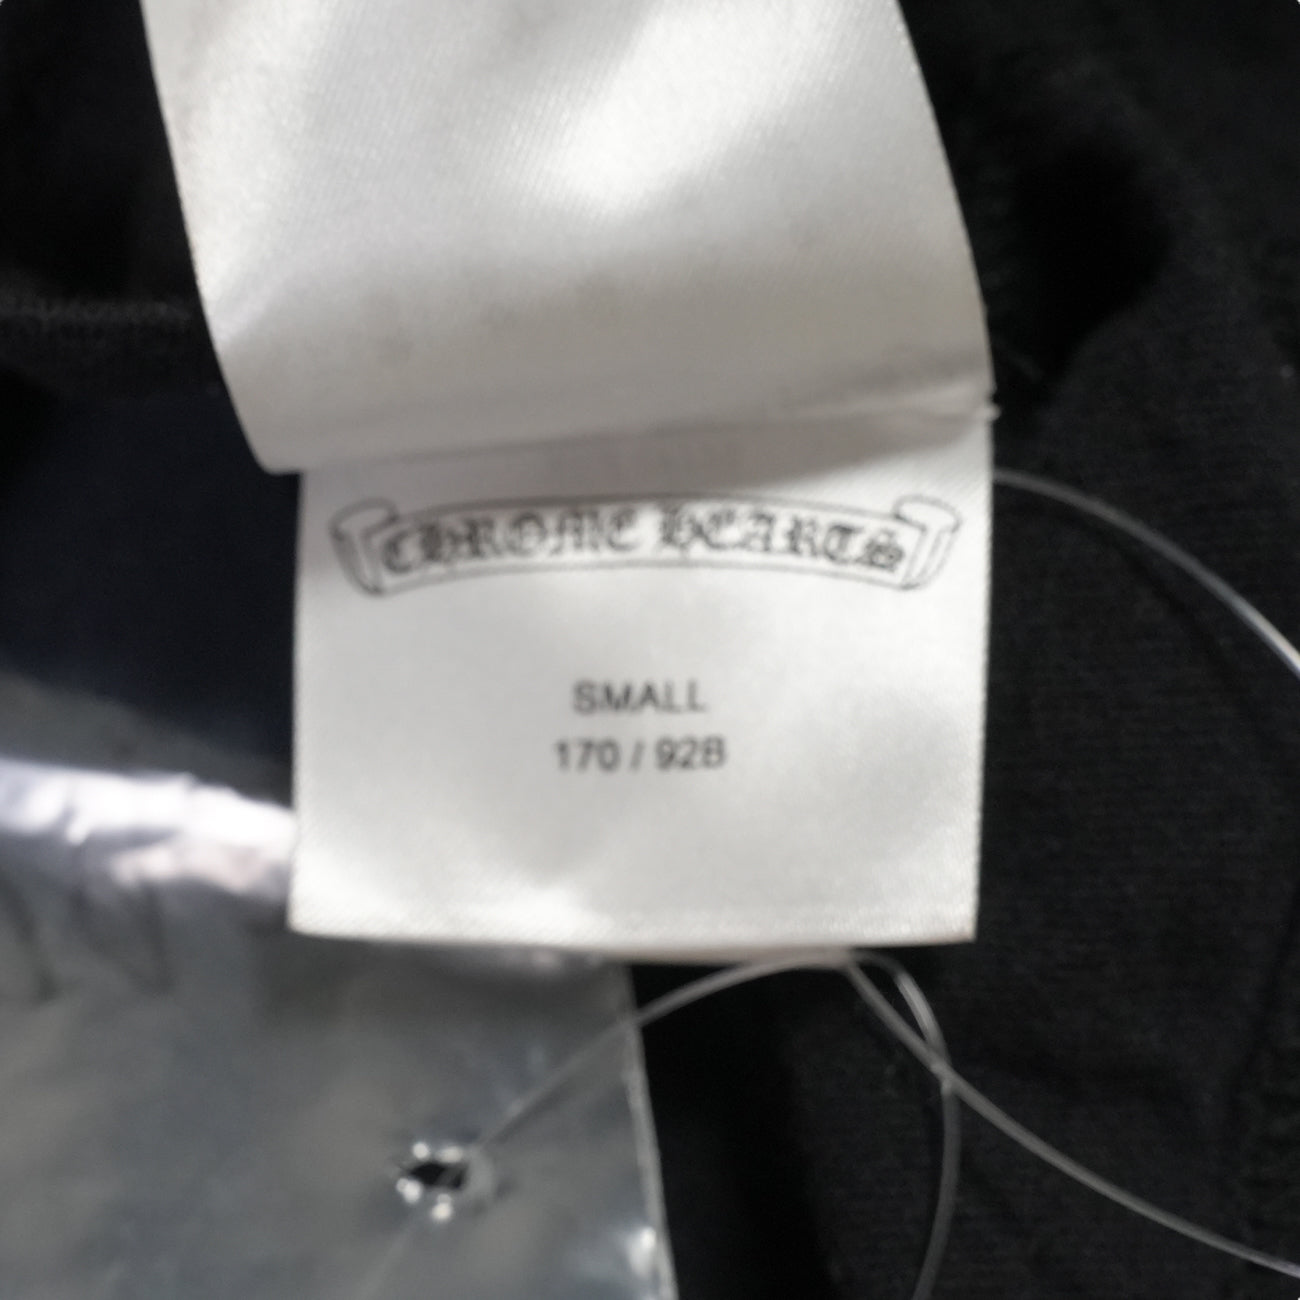 CHROME HEARTS
SMALL
170 / 92B